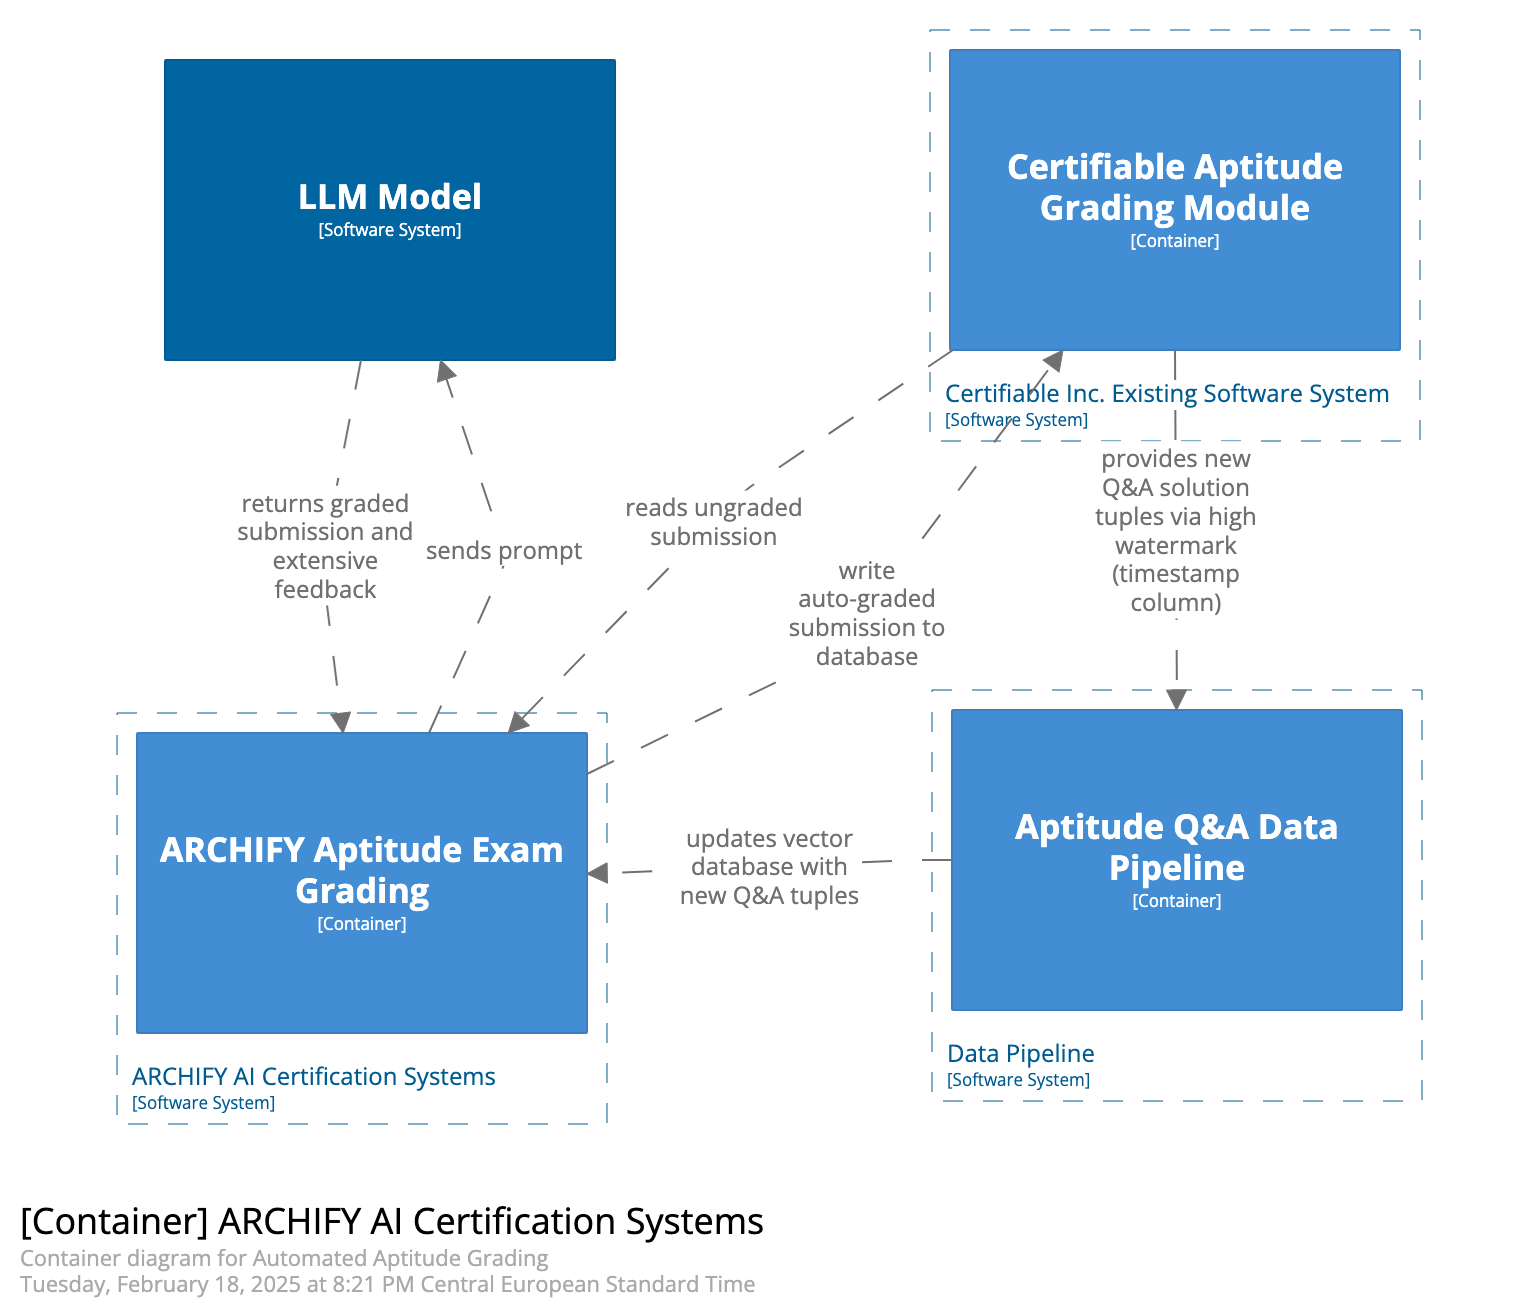 LLM Model
[Software System]
Certifiable Aptitude
Grading Module
[Container]
Certifiable Inc. Existing Software System
[Software System]
returns graded
submission and
extensive
feedback
sends prompt
reads ungraded
submission
write
auto-graded
submission to
database
provides new
Q&A solution
tuples via high
watermark
(timestamp
column)
ARCHIFY Aptitude Exam
Grading
[Container]
ARCHIFY AI Certification Systems
[Software System]
updates vector
database with
new Q&A tuples
Aptitude Q&A Data
Pipeline
[Container]
Data Pipeline
[Software System]
[Container] ARCHIFY AI Certification Systems
Container diagram for Automated Aptitude Grading
Tuesday, February 18, 2025 at 8:21 PM Central European Standard Time